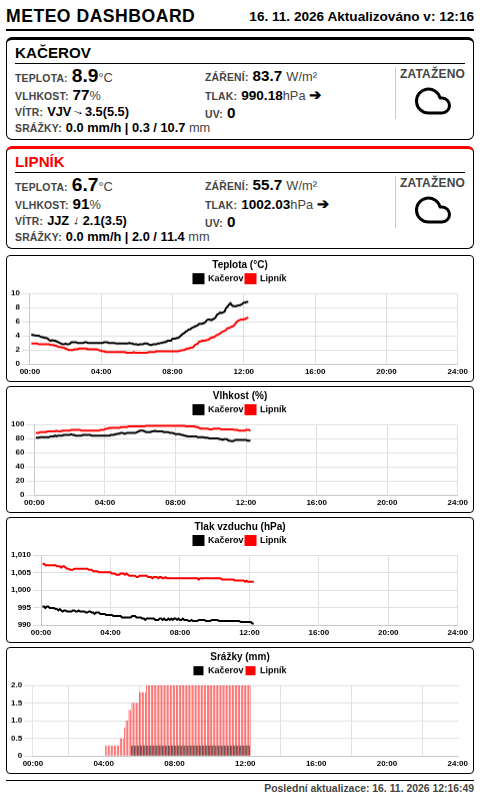 METEO DASHBOARD 16. 11. 2026 Aktualizováno v: 12:16
KAČEROV
TEPLOTA: 8.9°C ZÁŘENÍ: 83.7 W/m² ZATAŽENO
VLHKOST: 77% TLAK: 990.18hPa ➔
VÍTR: VJV → 3.5(5.5) UV: 0
SRÁŽKY: 0.0 mm/h | 0.3 / 10.7 mm
LIPNÍK
TEPLOTA: 6.7°C ZÁŘENÍ: 55.7 W/m² ZATAŽENO
VLHKOST: 91% TLAK: 1002.03hPa ➔
VÍTR: JJZ ↓ 2.1(3.5) UV: 0
SRÁŽKY: 0.0 mm/h | 2.0 / 11.4 mm
Teplota (°C)
Kačerov Lipník
10
8
6
4
2
0
00:00 04:00 08:00 12:00 16:00 20:00 24:00
Vlhkost (%)
Kačerov Lipník
100
80
60
40
20
0
00:00 04:00 08:00 12:00 16:00 20:00 24:00
Tlak vzduchu (hPa)
Kačerov Lipník
1,010
1,005
1,000
995
990
00:00 04:00 08:00 12:00 16:00 20:00 24:00
Srážky (mm)
Kačerov Lipník
2.0
1.5
1.0
0.5
0
00:00 04:00 08:00 12:00 16:00 20:00 24:00
Poslední aktualizace: 16. 11. 2026 12:16:49